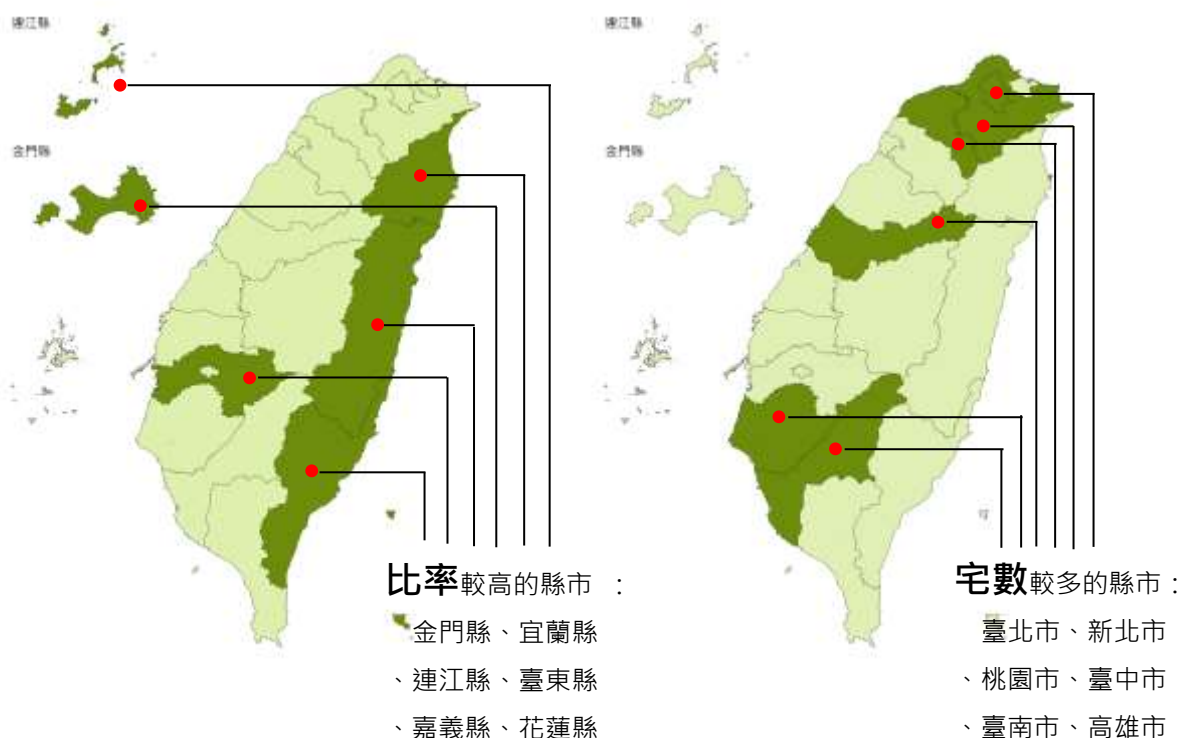 連江縣
金門縣
比率較高的縣市 :
金門縣、宜蘭縣
、連江縣、臺東縣
、嘉義縣、花蓮縣
連江縣
金門縣
宅數較多的縣市:
臺北市、新北市
、桃園市、臺中市
、臺南市、高雄市